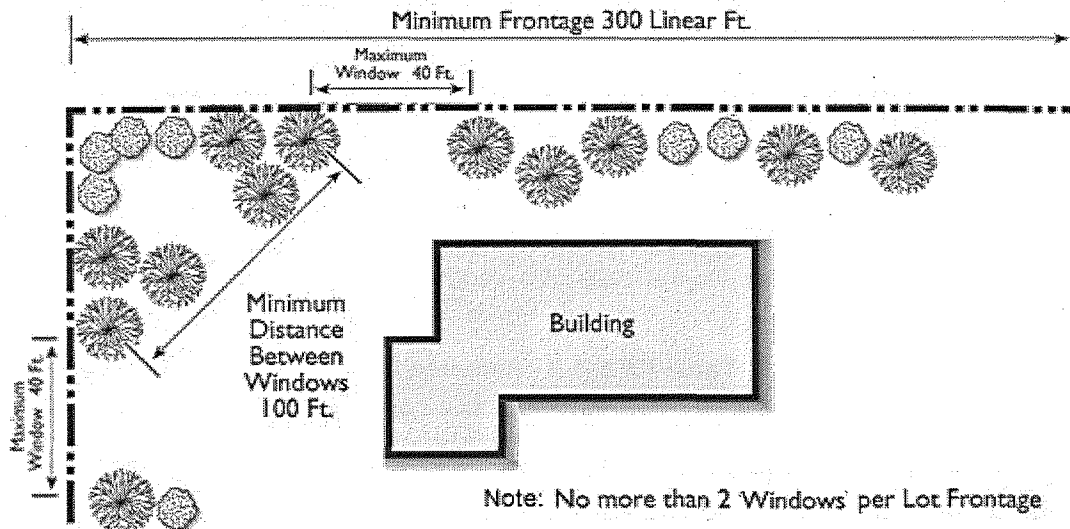 Minimum Frontage 300 Linear Ft.
Maximum
Window 40 Ft.
Minimum
Distance
Between
Windows
100 Ft.
Building
Maximum
Window 40 Ft.
Note: No more than 2 'Windows' per Lot Frontage